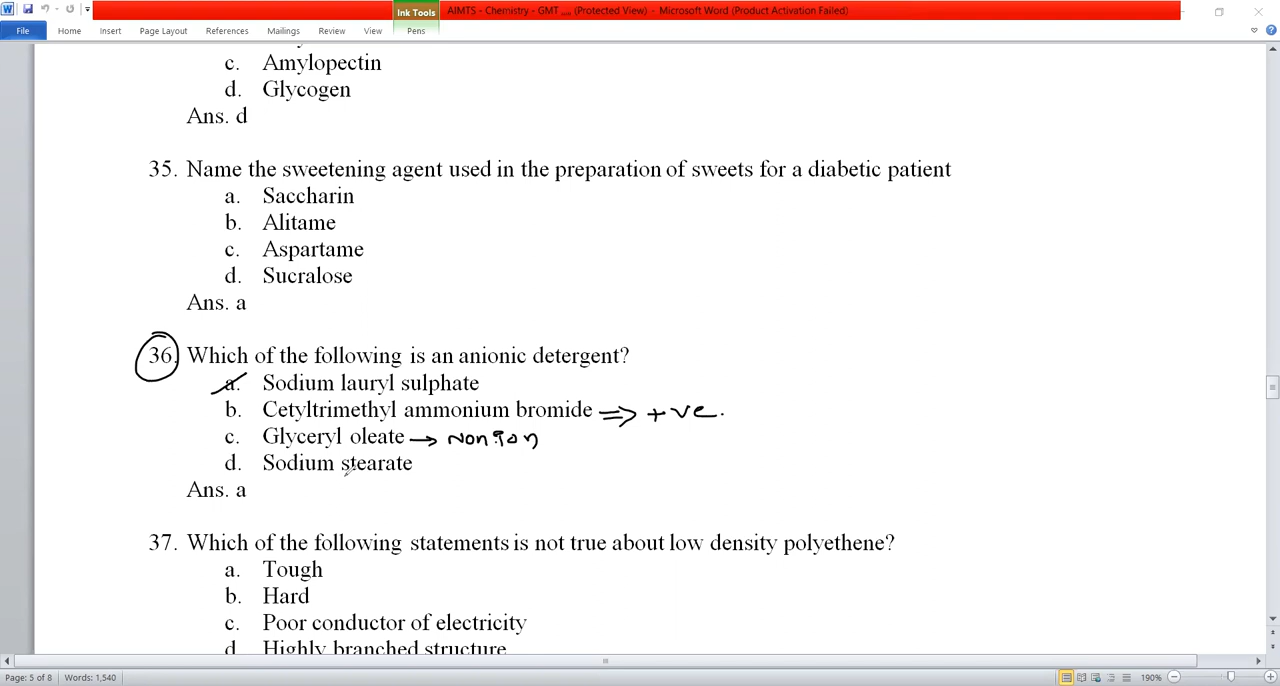 Ink Tools
AIMTS - Chemistry - GMT (Protected View) - Microsoft Word (Product Activation Failed)
File Home Insert Page Layout References Mailings Review View Pens
c. Amylopectin
d. Glycogen
Ans. d
35. Name the sweetening agent used in the preparation of sweets for a diabetic patient
a. Saccharin
b. Alitame
c. Aspartame
d. Sucralose
Ans. a
36. Which of the following is an anionic detergent?
a. Sodium lauryl sulphate
b. Cetyltrimethyl ammonium bromide ⇒ +ve.
c. Glyceryl oleate → Non ion
d. Sodium stearate
Ans. a
37. Which of the following statements is not true about low density polyethene?
a. Tough
b. Hard
c. Poor conductor of electricity
d. Highly branched structure
Page: 5 of 8 Words: 1,540 190%